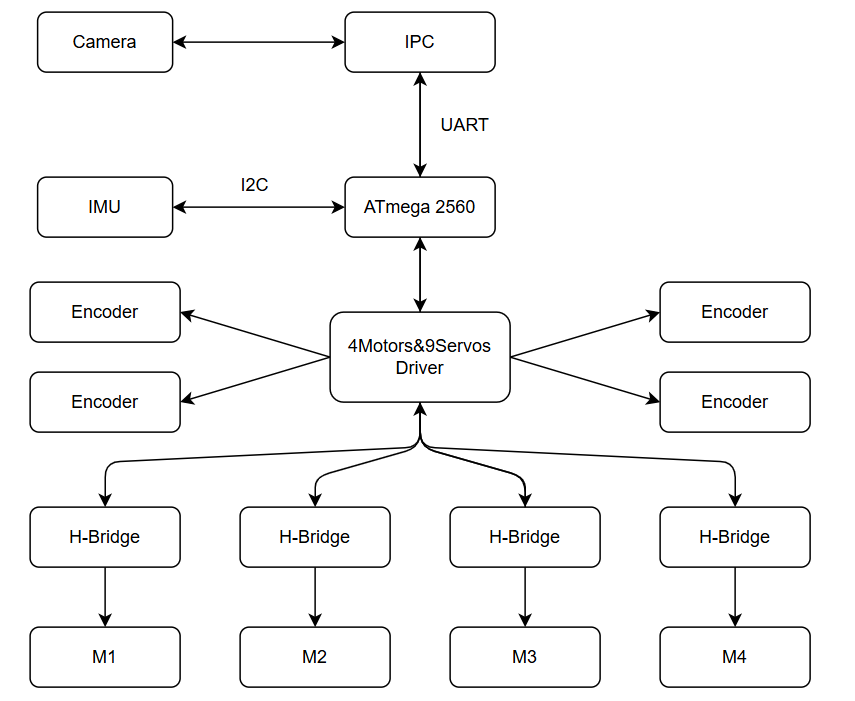 Camera
IPC
UART
I2C
IMU
ATmega 2560
Encoder
Encoder
4Motors&9Servos
Driver
Encoder
Encoder
H-Bridge
H-Bridge
H-Bridge
H-Bridge
M1
M2
M3
M4